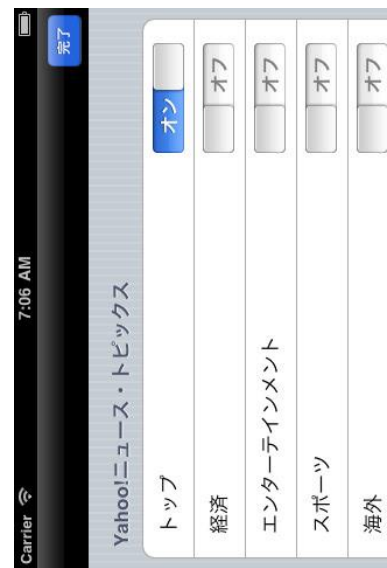 Carrier 7:06 AM
完了
Yahoo!ニュース・トピックス
トップ オン
経済 オフ
エンターテインメント オフ
スポーツ オフ
海外 オフ